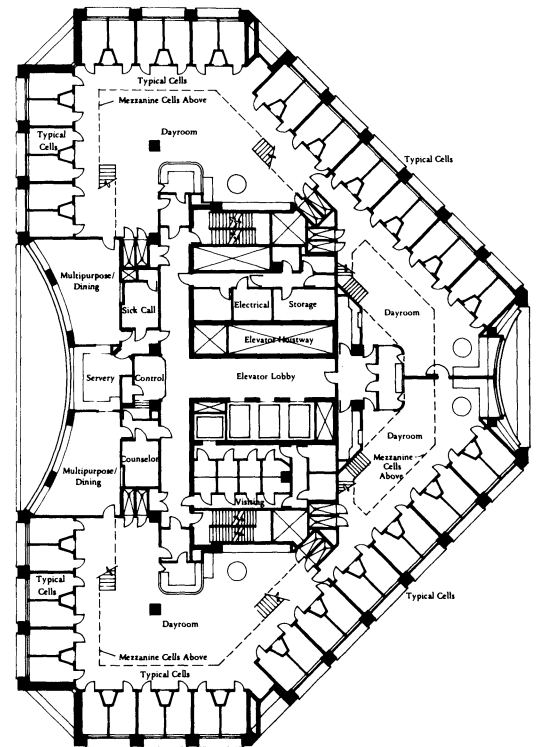 Typical Cells
Mezzanine Cells Above
Dayroom
Typical
Cells
Typical Cells
Multipurpose/
Dining
Sick Call
Electrical
Storage
Dayroom
Elevator Hoistway
Servery
Control
Elevator Lobby
Dayroom
Mezzanine
Cells
Above
Counselor
Multipurpose/
Dining
Visiting
Typical
Cells
Typical Cells
Dayroom
Mezzanine Cells Above
Typical Cells